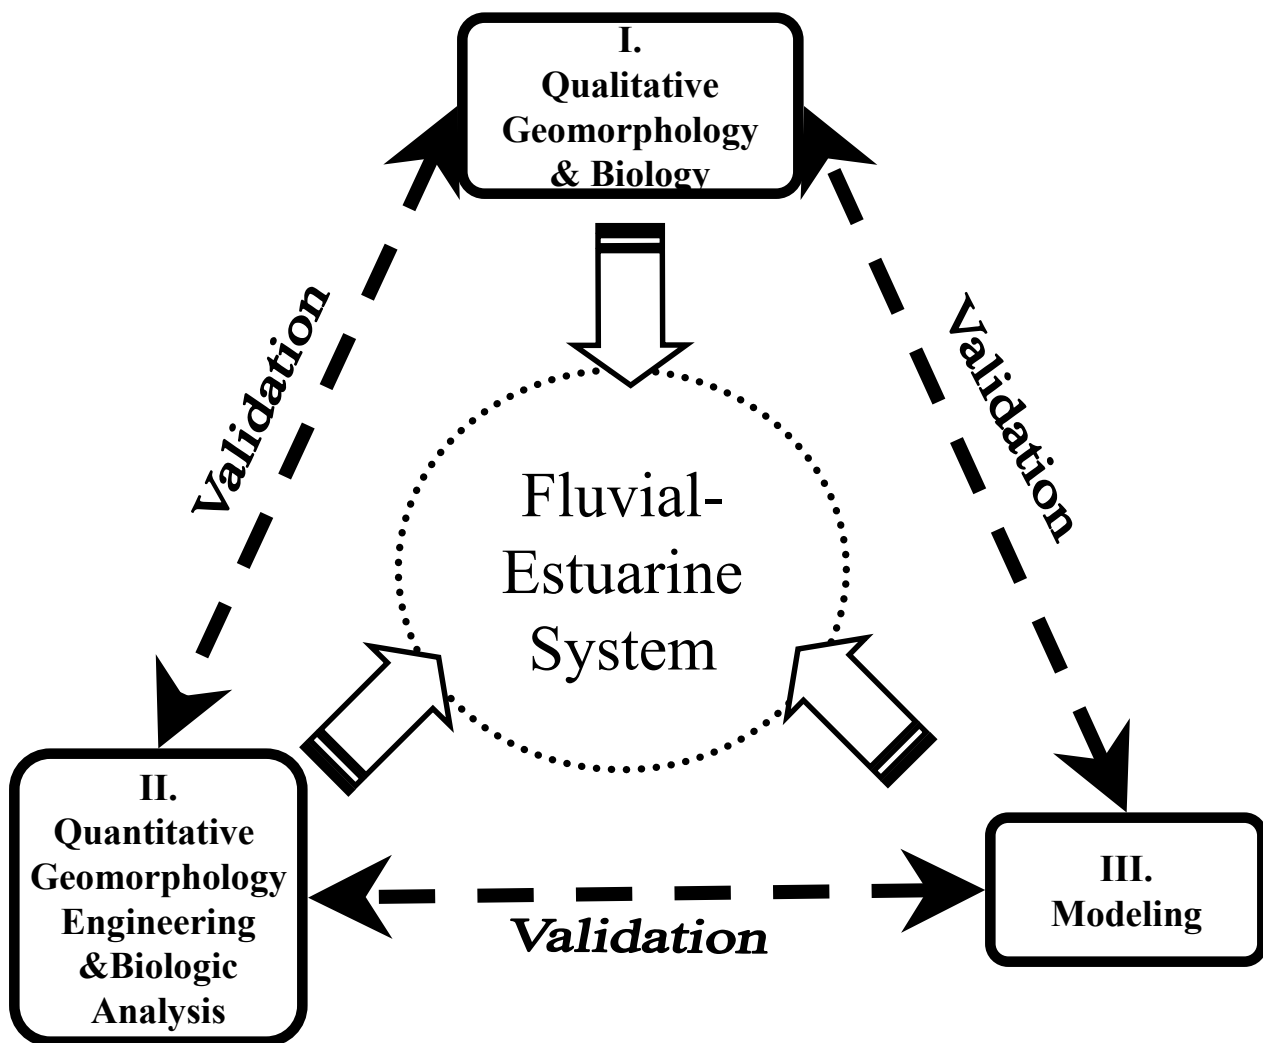 I.
Qualitative
Geomorphology
& Biology
Validation
Validation
Fluvial-
Estuarine
System
II.
Quantitative
Geomorphology
Engineering
&Biologic
Analysis
III.
Modeling
Validation